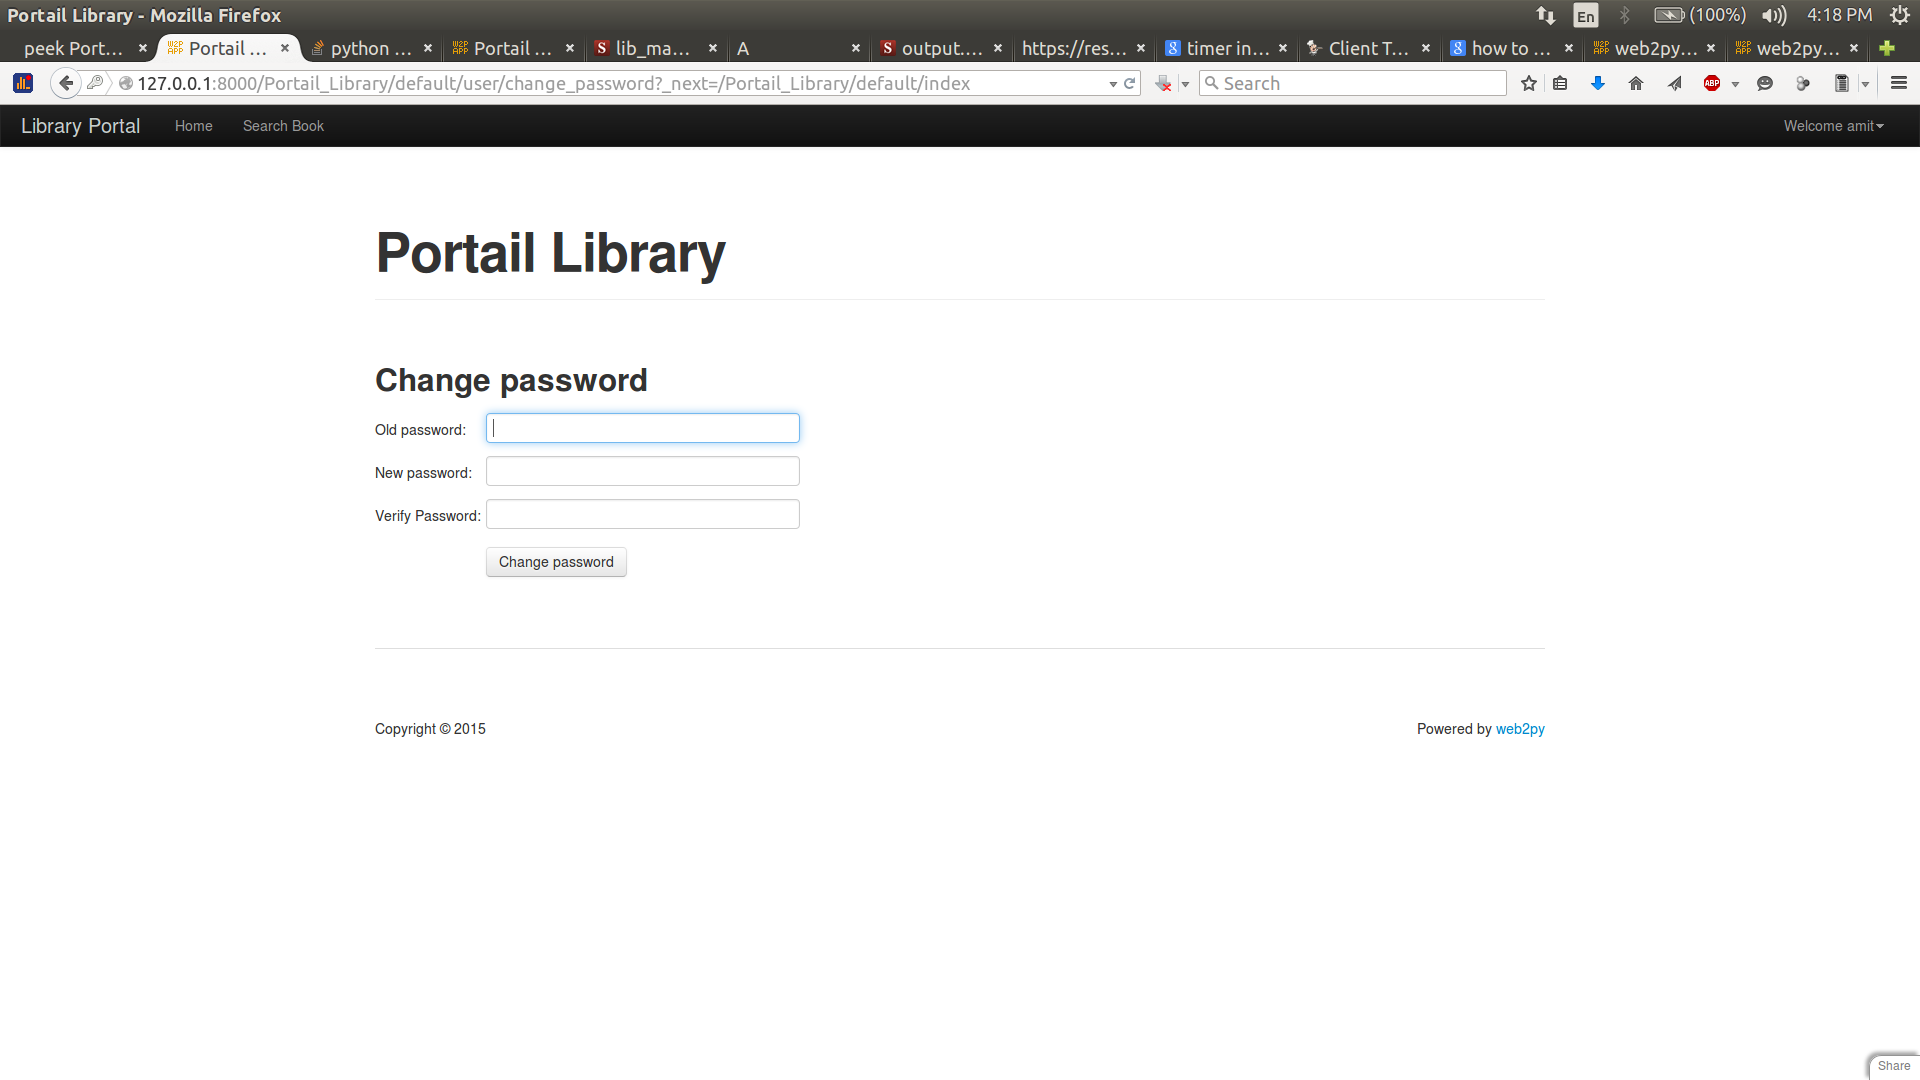 Portail Library - Mozilla Firefox
En (100%) 4:18 PM
peek Port... Portail ... python ... Portail ... lib_ma... A output.... https://res... timer in... Client T... how to ... web2py... web2py...
127.0.0.1:8000/Portail_Library/default/user/change_password?_next=/Portail_Library/default/index Search ABP
Library Portal Home Search Book Welcome amit
Portail Library
Change password
Old password:
New password:
Verify Password:
Change password
Copyright © 2015 Powered by web2py
Share